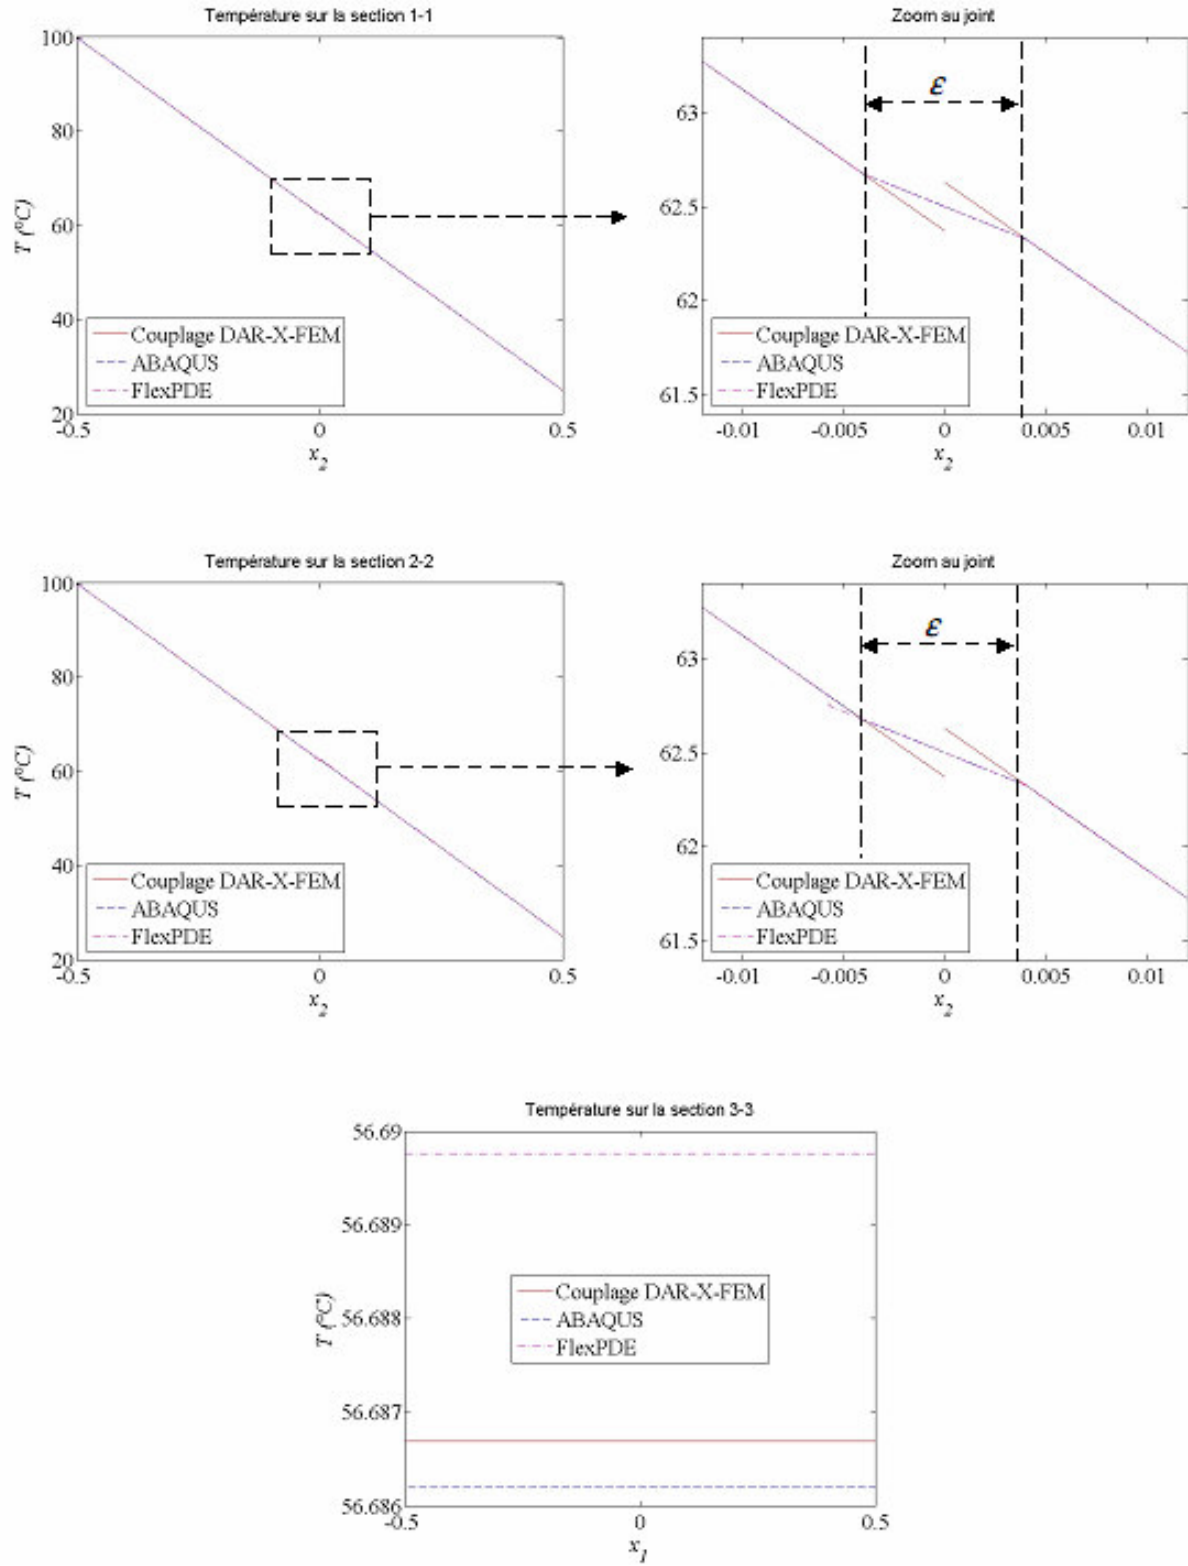 Température sur la section 1-1
100
80
60
40
20
T (°C)
-0.5
0
0.5
x2
Couplage DAR-X-FEM
ABAQUS
FlexPDE
Zoom au joint
ε
63
62.5
62
61.5
-0.01
-0.005
0
0.005
0.01
x2
Couplage DAR-X-FEM
ABAQUS
FlexPDE
Température sur la section 2-2
100
80
60
40
20
T (°C)
-0.5
0
0.5
x2
Couplage DAR-X-FEM
ABAQUS
FlexPDE
Zoom au joint
ε
63
62.5
62
61.5
-0.01
-0.005
0
0.005
0.01
x2
Couplage DAR-X-FEM
ABAQUS
FlexPDE
Température sur la section 3-3
56.69
56.689
56.688
56.687
56.686
T (°C)
-0.5
0
0.5
x1
Couplage DAR-X-FEM
ABAQUS
FlexPDE